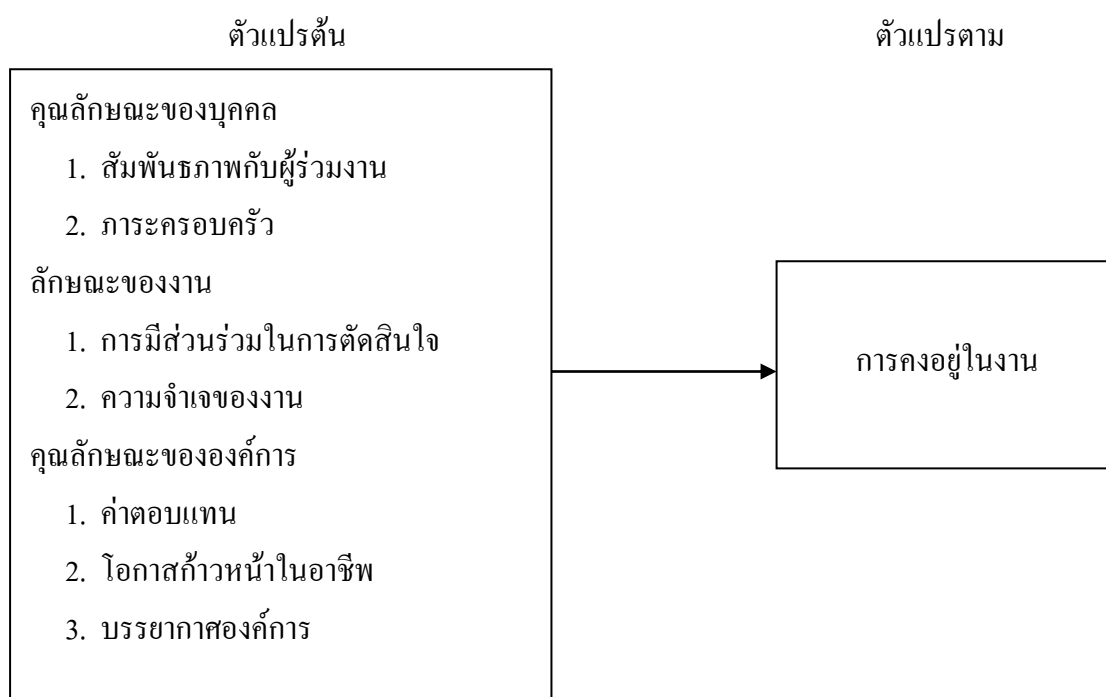 ตัวแปรต้น
ตัวแปรตาม
คุณลักษณะของบุคคล
1. สัมพันธภาพกับผู้ร่วมงาน
2. ภาระครอบครัว
ลักษณะของงาน
1. การมีส่วนร่วมในการตัดสินใจ
2. ความจำเจของงาน
คุณลักษณะขององค์การ
1. ค่าตอบแทน
2. โอกาสก้าวหน้าในอาชีพ
3. บรรยากาศองค์การ
การคงอยู่ในงาน